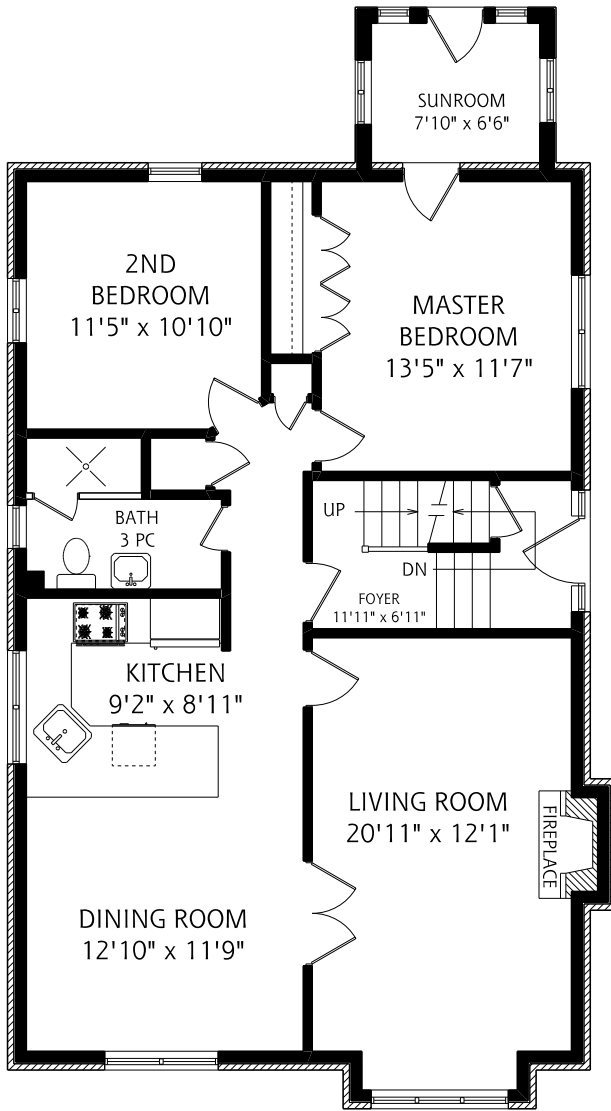 SUNROOM
7'10" x 6'6"
2ND
BEDROOM
11'5" x 10'10"
MASTER
BEDROOM
13'5" x 11'7"
BATH
3 PC
UP
DN
FOYER
11'11" x 6'11"
KITCHEN
9'2" x 8'11"
LIVING ROOM
20'11" x 12'1"
FIREPLACE
DINING ROOM
12'10" x 11'9"